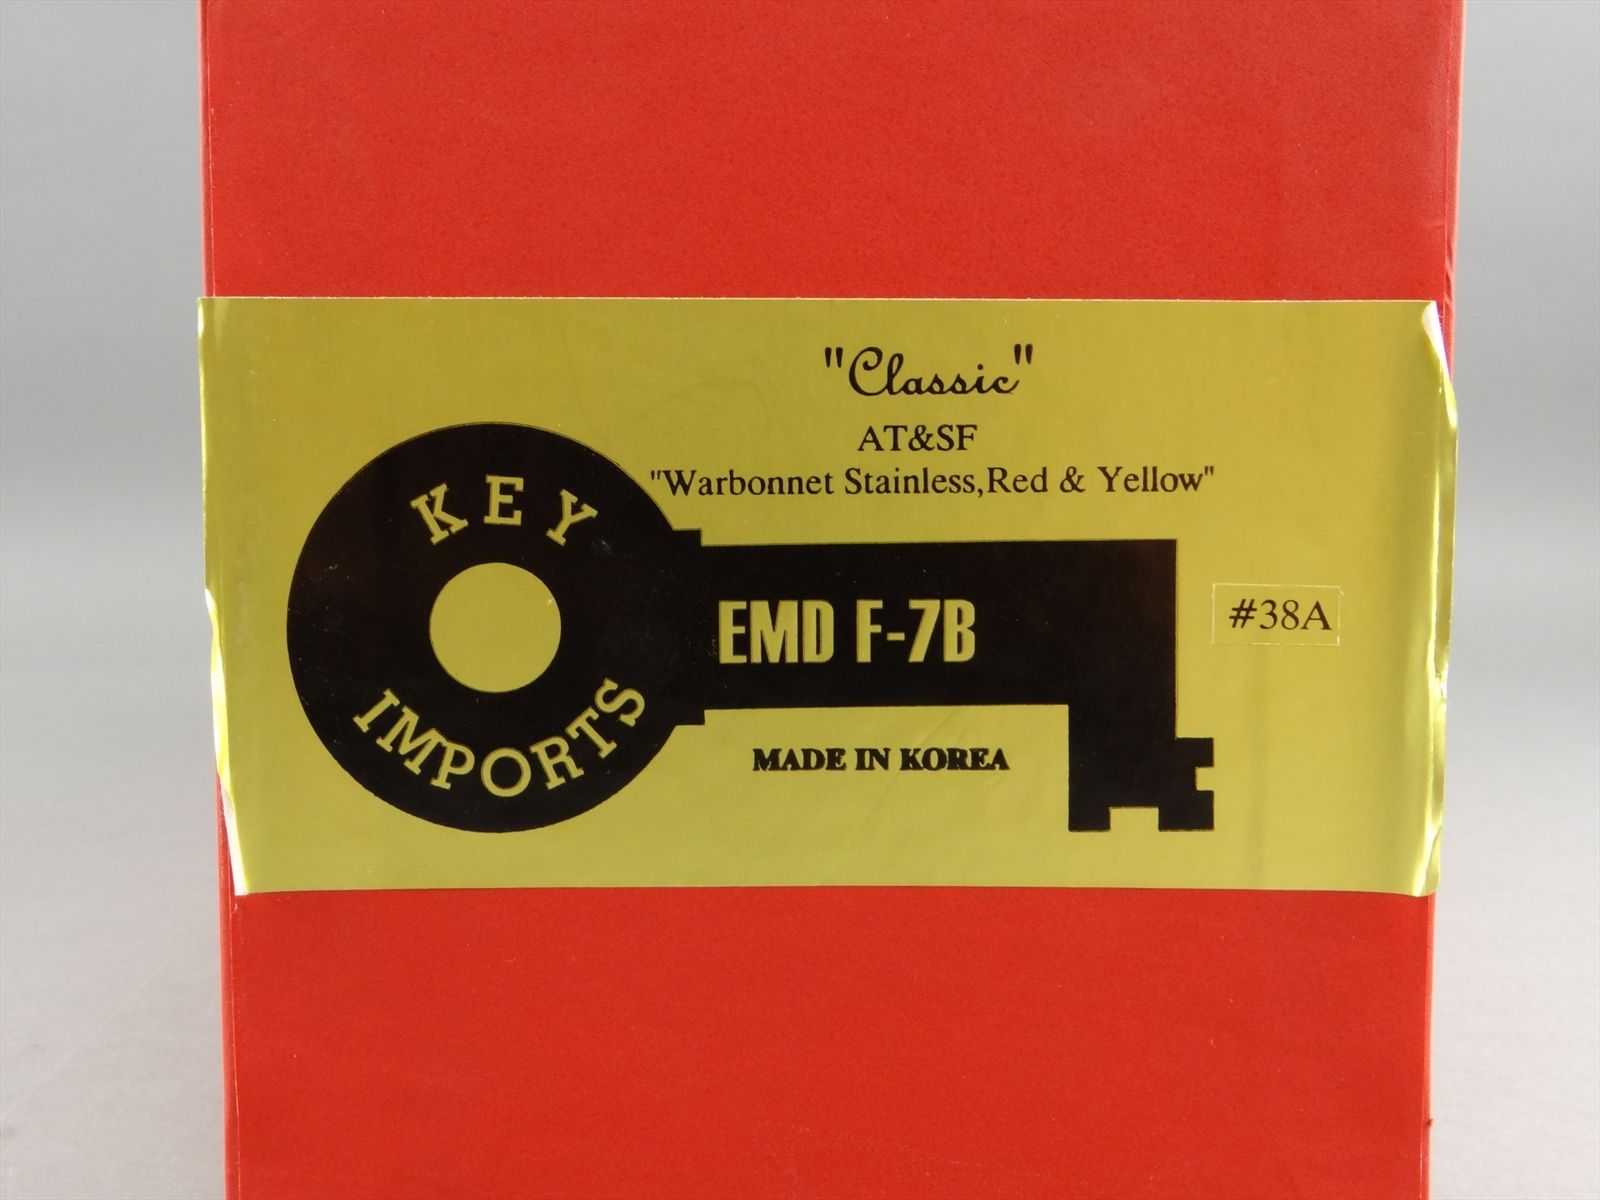 "Classic"
AT&SF
"Warbonnet Stainless,Red & Yellow"
KEY
IMPORTS
EMD F-7B
#38A
MADE IN KOREA